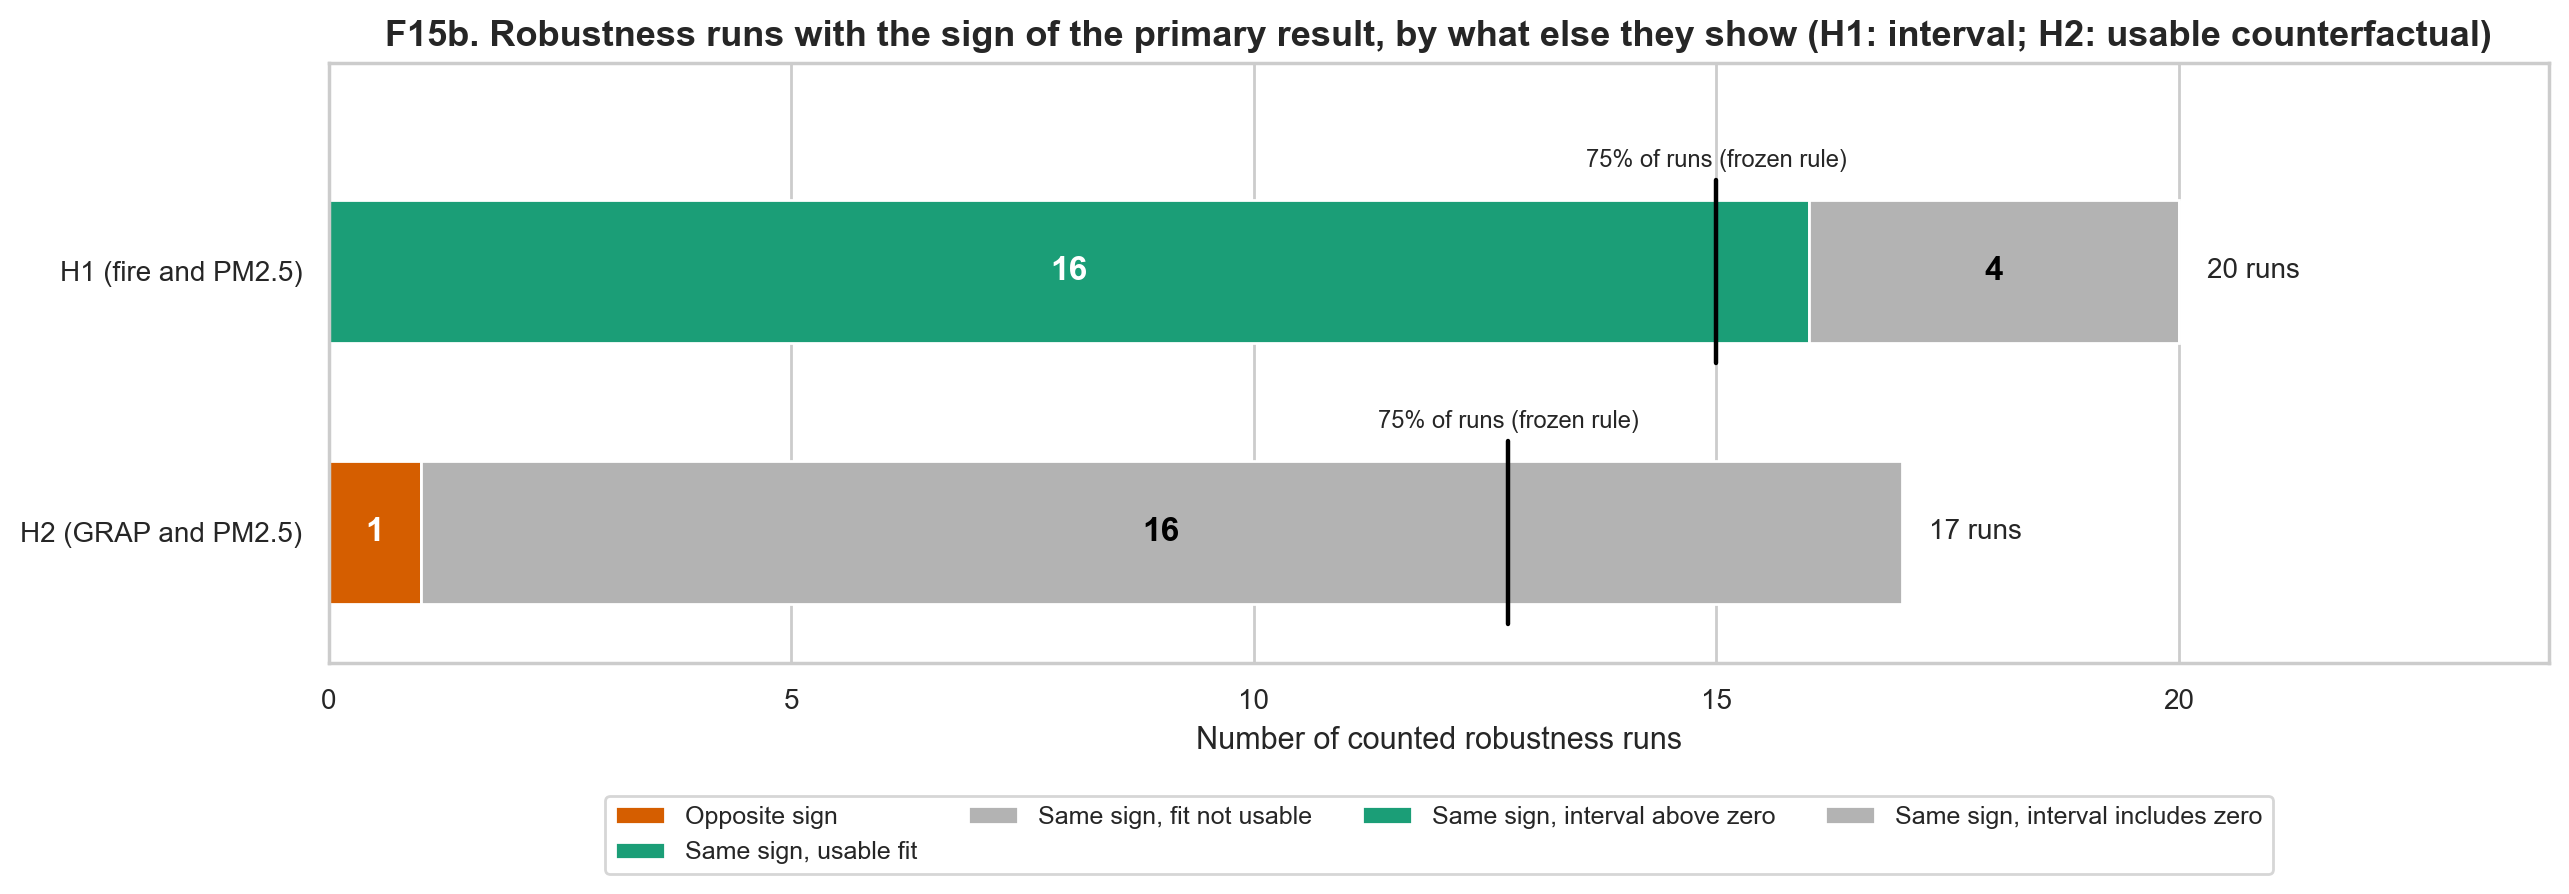 F15b. Robustness runs with the sign of the primary result, by what else they show (H1: interval; H2: usable counterfactual)
75% of runs (frozen rule)
H1 (fire and PM2.5)
16
4
20 runs
75% of runs (frozen rule)
H2 (GRAP and PM2.5)
1
16
17 runs
0
5
10
15
20
Number of counted robustness runs
Opposite sign
Same sign, usable fit
Same sign, fit not usable
Same sign, interval above zero
Same sign, interval includes zero